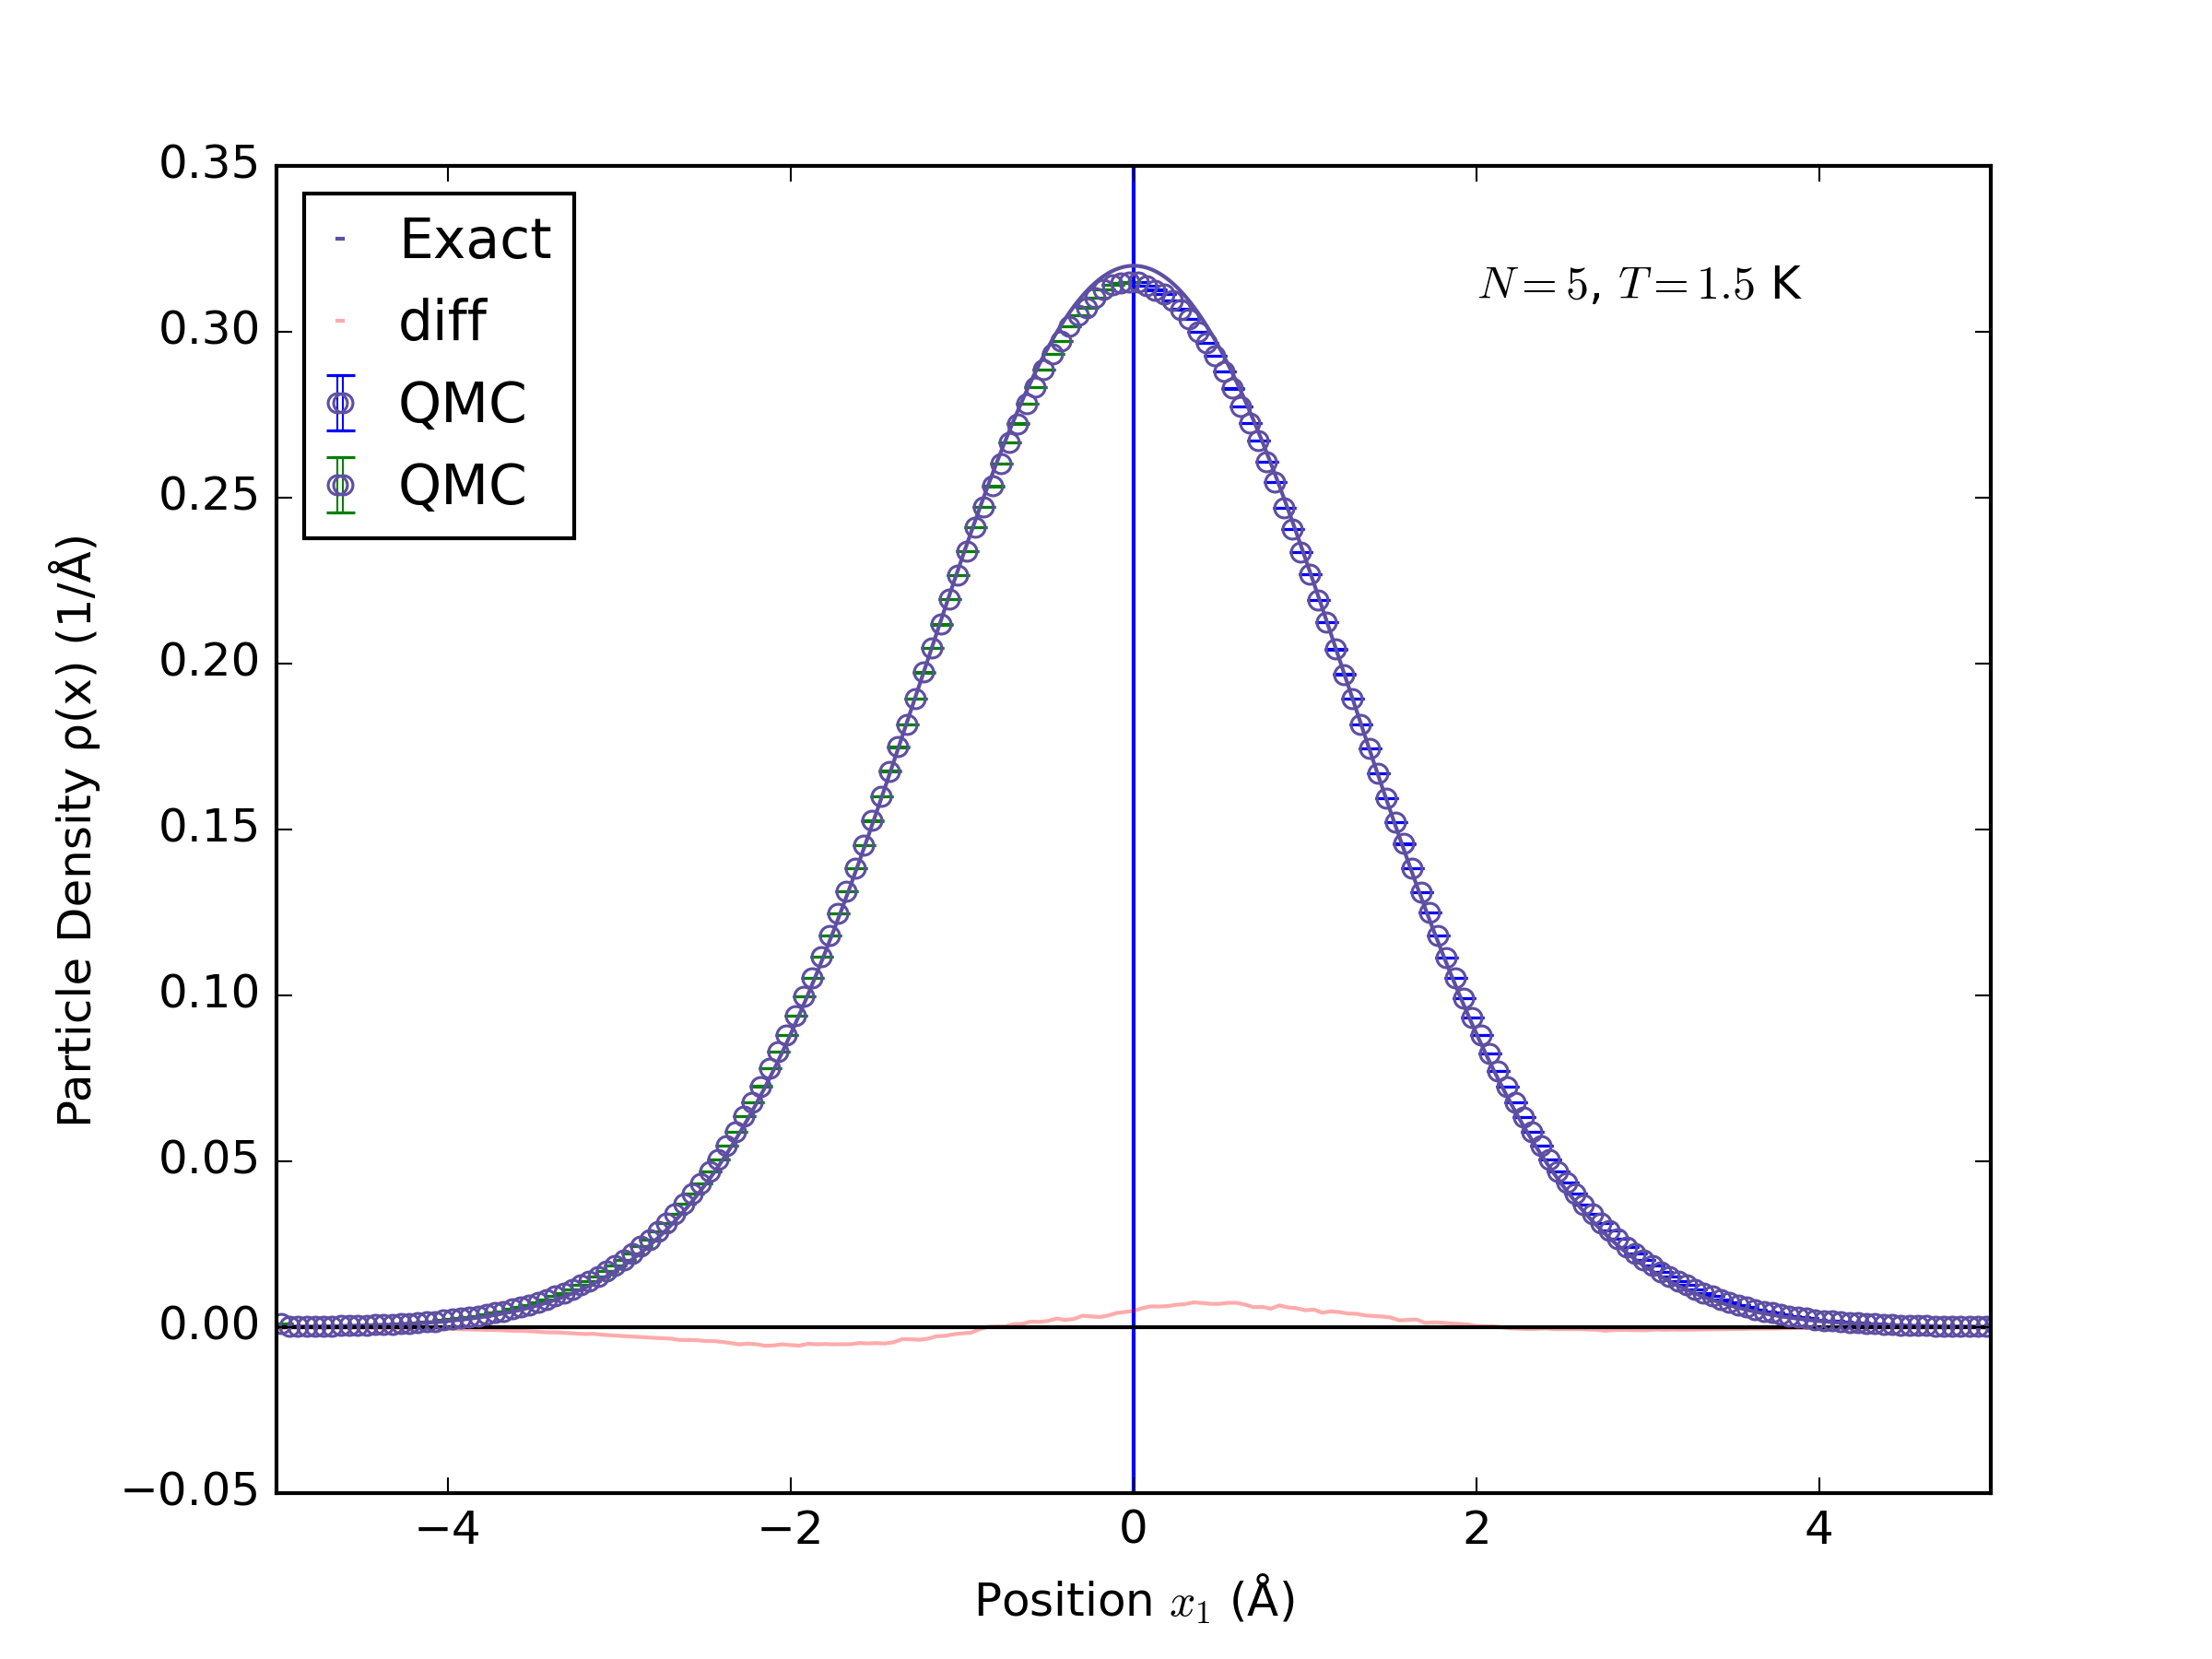 0.35
0.30
0.25
0.20
0.15
0.10
0.05
0.00
−0.05
Particle Density ρ(x) (1/Å)
Exact
diff
QMC
QMC
N = 5, T = 1.5 K
−4 −2 0 2 4
Position x₁ (Å)